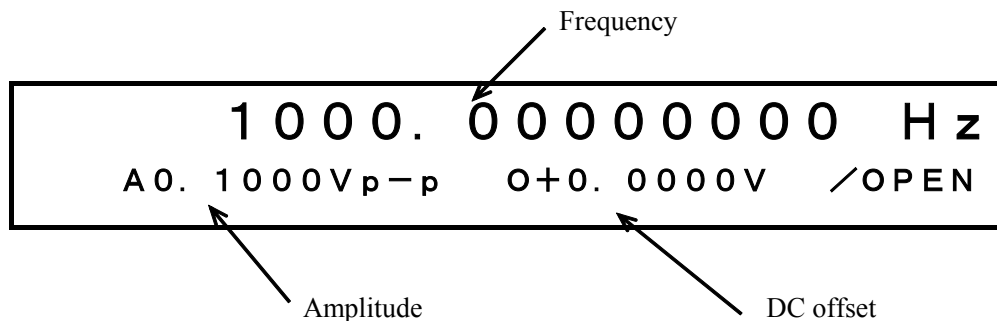 Frequency
1000. 00000000 Hz
A0. 1000Vp-p O+0. 0000V /OPEN
Amplitude DC offset